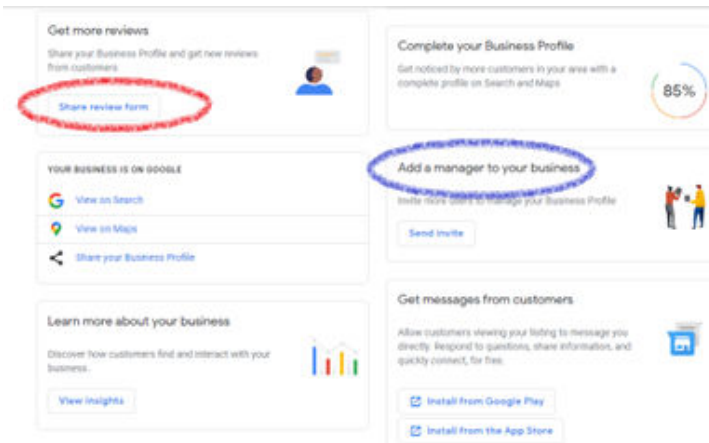 Get more reviews
Share your Business Profile and get new reviews
from customers
Share review form
YOUR BUSINESS IS ON GOOGLE
View on Search
View on Maps
Share your Business Profile
Learn more about your business
Discover how customers find and interact with your
business.
View insights
Complete your Business Profile
Get noticed by more customers in your area with a
complete profile on Search and Maps
85%
Add a manager to your business
Invite more users to manage your Business Profile
Send invite
Get messages from customers
Allow customers viewing your listing to message you
directly. Respond to questions, share information, and
quickly connect, for free.
Install from Google Play
Install from the App Store